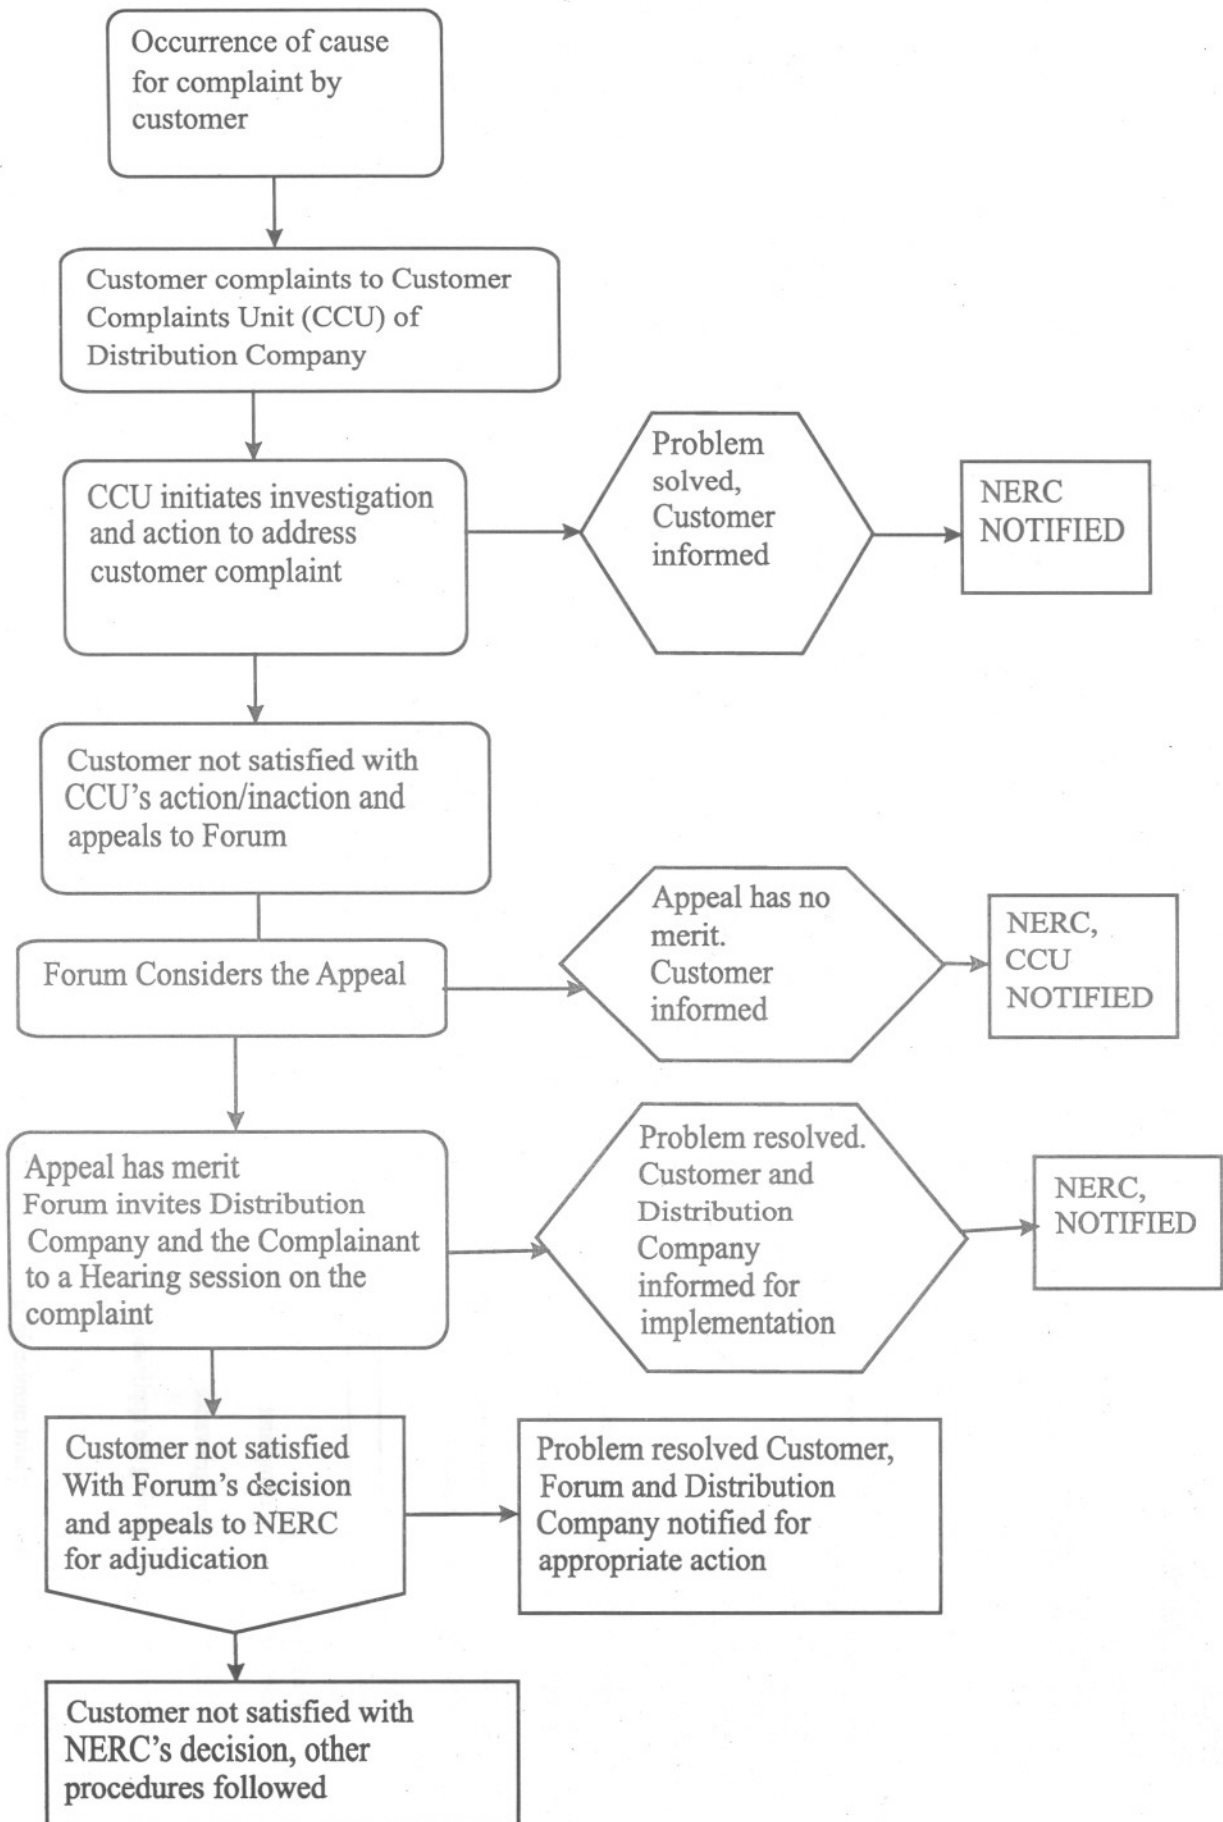 Occurrence of cause
for complaint by
customer
Customer complaints to Customer
Complaints Unit (CCU) of
Distribution Company
CCU initiates investigation
and action to address
customer complaint
Problem
solved,
Customer
informed
NERC
NOTIFIED
Customer not satisfied with
CCU's action/inaction and
appeals to Forum
Forum Considers the Appeal
Appeal has no
merit.
Customer
informed
NERC,
CCU
NOTIFIED
Appeal has merit
Forum invites Distribution
Company and the Complainant
to a Hearing session on the
complaint
Problem resolved.
Customer and
Distribution
Company
informed for
implementation
NERC,
NOTIFIED
Customer not satisfied
With Forum's decision
and appeals to NERC
for adjudication
Problem resolved Customer,
Forum and Distribution
Company notified for
appropriate action
Customer not satisfied with
NERC's decision, other
procedures followed